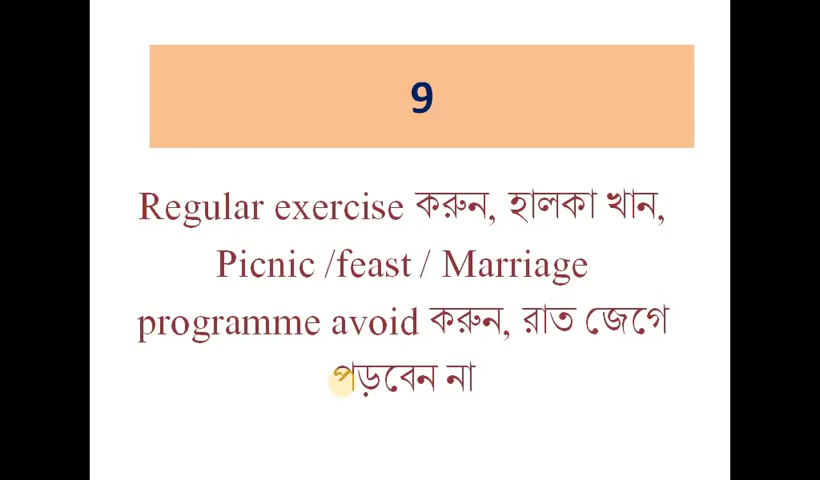 9
Regular exercise করুন, হালকা খান,
Picnic /feast / Marriage
programme avoid করুন, রাত জেগে
পড়বেন না